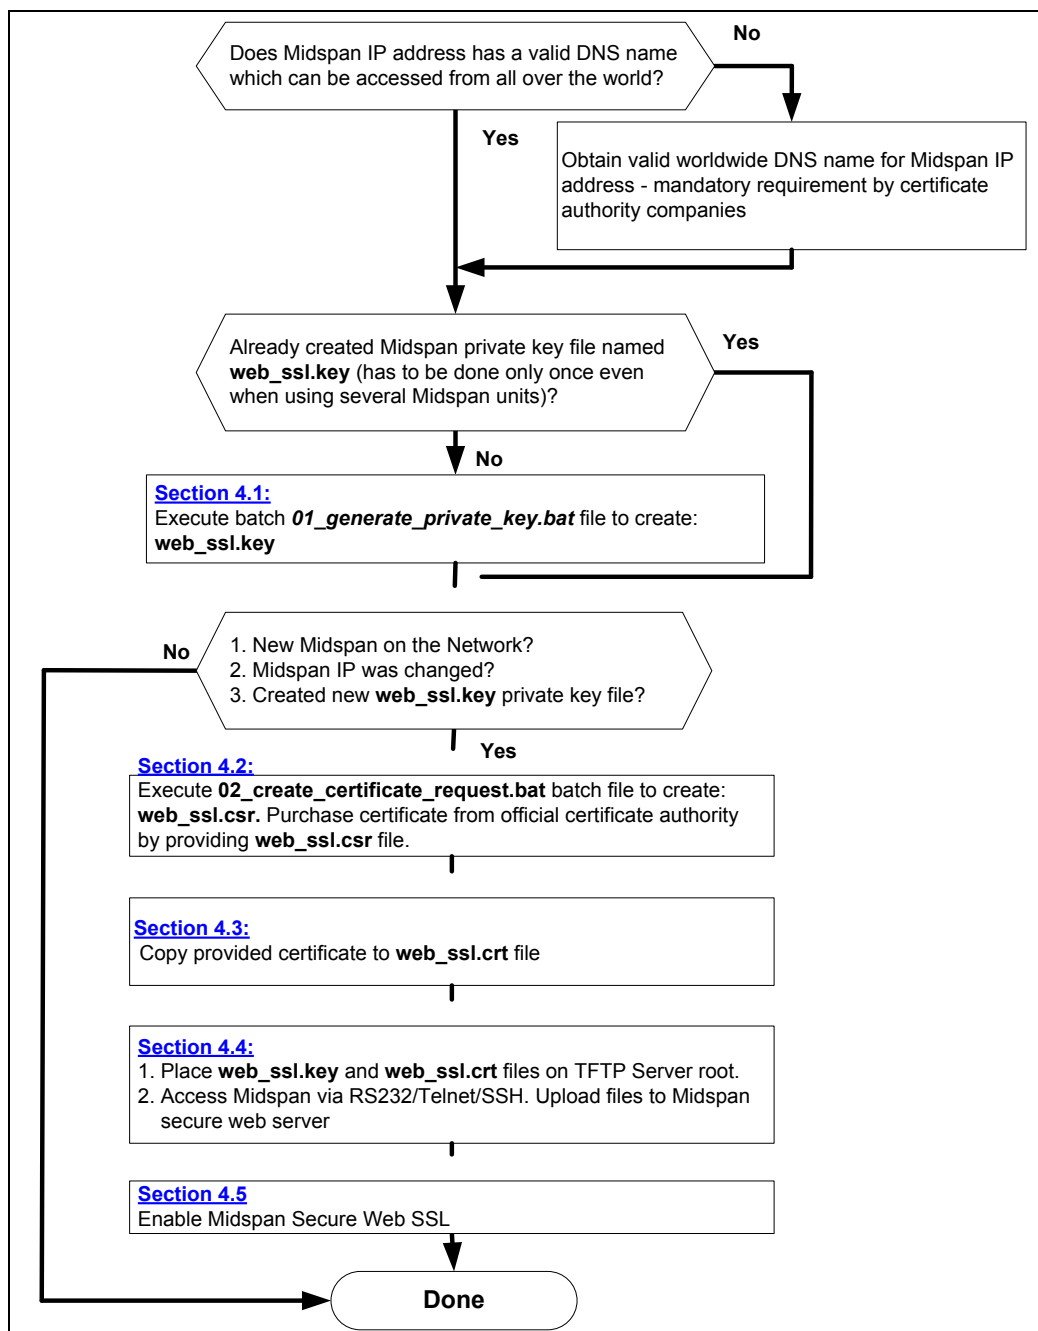 Does Midspan IP address has a valid DNS name
which can be accessed from all over the world?
No
Yes
Obtain valid worldwide DNS name for Midspan IP
address - mandatory requirement by certificate
authority companies
Already created Midspan private key file named
web_ssl.key (has to be done only once even
when using several Midspan units)?
Yes
No
Section 4.1:
Execute batch 01_generate_private_key.bat file to create:
web_ssl.key
No
1. New Midspan on the Network?
2. Midspan IP was changed?
3. Created new web_ssl.key private key file?
Yes
Section 4.2:
Execute 02_create_certificate_request.bat batch file to create:
web_ssl.csr. Purchase certificate from official certificate authority
by providing web_ssl.csr file.
Section 4.3:
Copy provided certificate to web_ssl.crt file
Section 4.4:
1. Place web_ssl.key and web_ssl.crt files on TFTP Server root.
2. Access Midspan via RS232/Telnet/SSH. Upload files to Midspan
secure web server
Section 4.5
Enable Midspan Secure Web SSL
Done